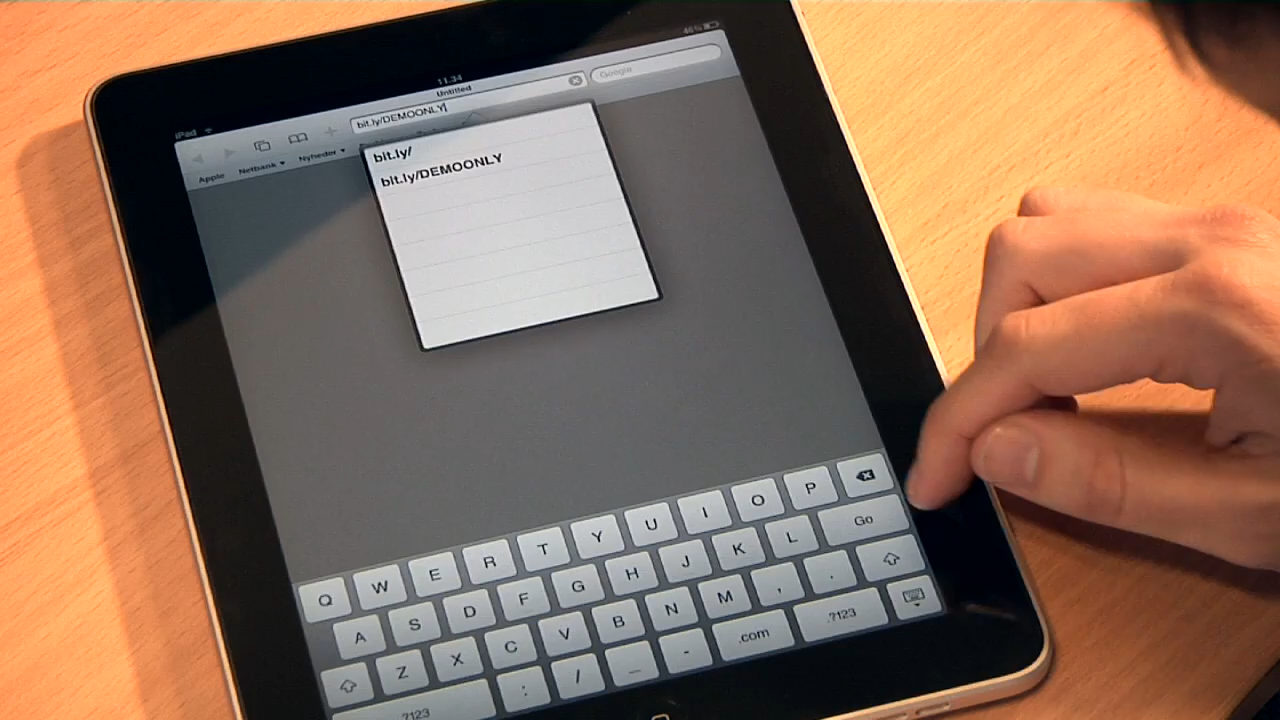 iPad 11.34 46%
Untitled
bit.ly/DEMOONLY Google
Apple Netbank Nyheder
bit.ly/
bit.ly/DEMOONLY
Q W E R T Y U I O P
A S D F G H J K L Go
Z X C V B N M , .
.?123 : / _ - .com .?123